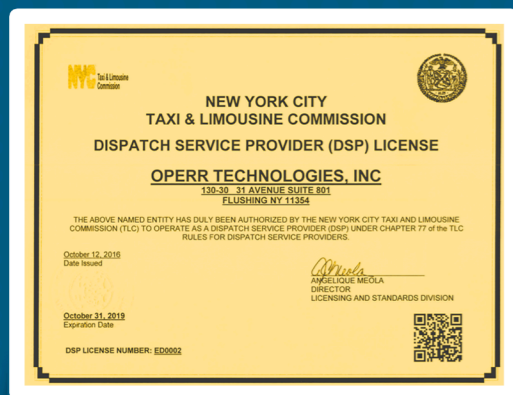 NYC Taxi & Limousine
Commission
NEW YORK CITY
TAXI & LIMOUSINE COMMISSION
DISPATCH SERVICE PROVIDER (DSP) LICENSE
OPERR TECHNOLOGIES, INC
130-30 31 AVENUE SUITE 801
FLUSHING NY 11354
THE ABOVE NAMED ENTITY HAS DULY BEEN AUTHORIZED BY THE NEW YORK CITY TAXI AND LIMOUSINE
COMMISSION (TLC) TO OPERATE AS A DISPATCH SERVICE PROVIDER (DSP) UNDER CHAPTER 77 of the TLC
RULES FOR DISPATCH SERVICE PROVIDERS.
October 12, 2016
Date Issued
ANGELIQUE MEOLA
DIRECTOR
LICENSING AND STANDARDS DIVISION
October 31, 2019
Expiration Date
DSP LICENSE NUMBER: ED0002